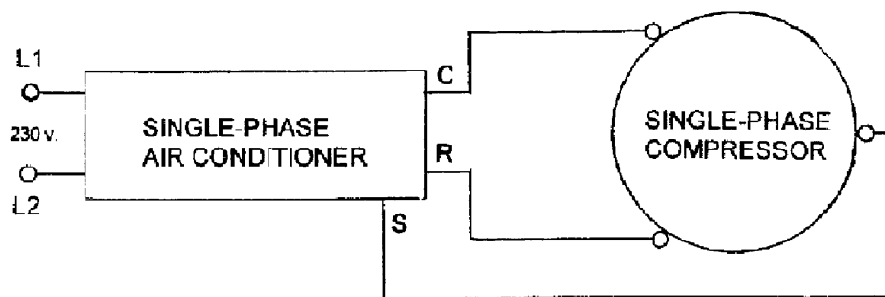 L1
C
230 v.
SINGLE-PHASE
AIR CONDITIONER
R
L2
S
SINGLE-PHASE
COMPRESSOR